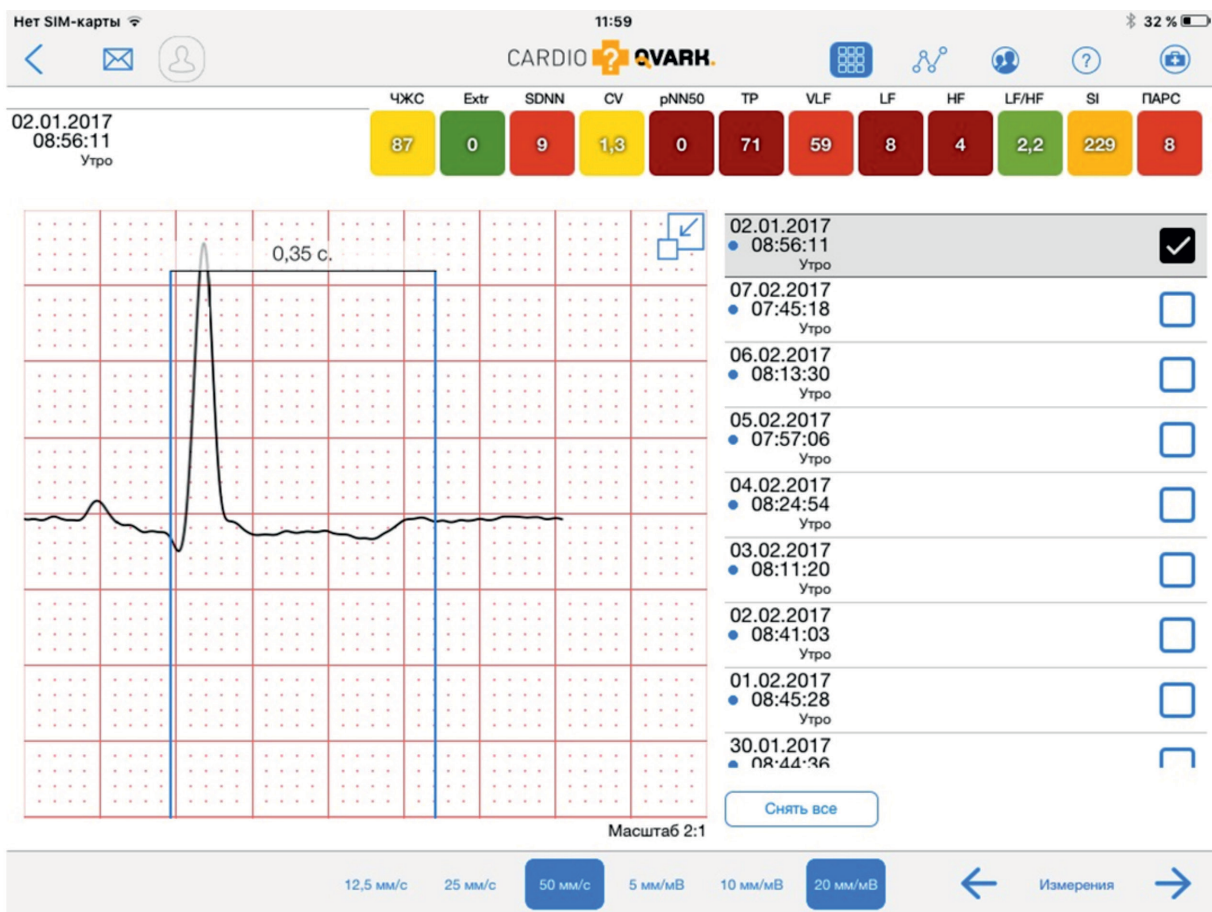 Нет SIM-карты
11:59
32 %
CARDIO ? QVARK.
?
ЧЖС Extr SDNN CV pNN50 TP VLF LF HF LF/HF SI ПАРС
02.01.2017
08:56:11
Утро
87 0 9 1,3 0 71 59 8 4 2,2 229 8
0,35 с.
02.01.2017
08:56:11
Утро
07.02.2017
07:45:18
Утро
06.02.2017
08:13:30
Утро
05.02.2017
07:57:06
Утро
04.02.2017
08:24:54
Утро
03.02.2017
08:11:20
Утро
02.02.2017
08:41:03
Утро
01.02.2017
08:45:28
Утро
30.01.2017
08:44:36
Снять все
Масштаб 2:1
12,5 мм/с 25 мм/с 50 мм/с 5 мм/мВ 10 мм/мВ 20 мм/мВ Измерения